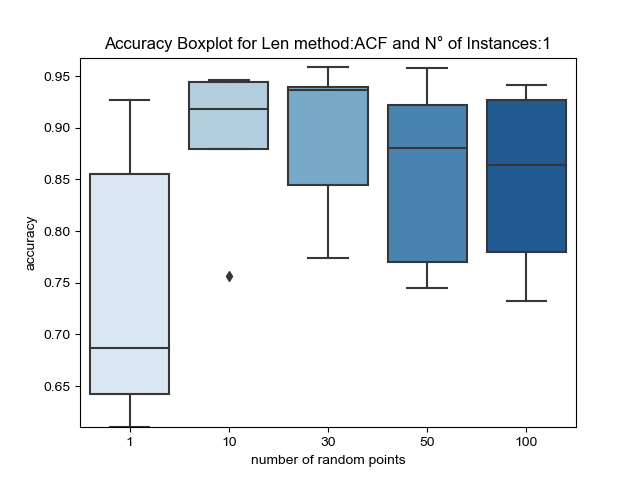 Accuracy Boxplot for Len method:ACF and N° of Instances:1
0.95
0.90
0.85
0.80
0.75
0.70
0.65
accuracy
1 10 30 50 100
number of random points